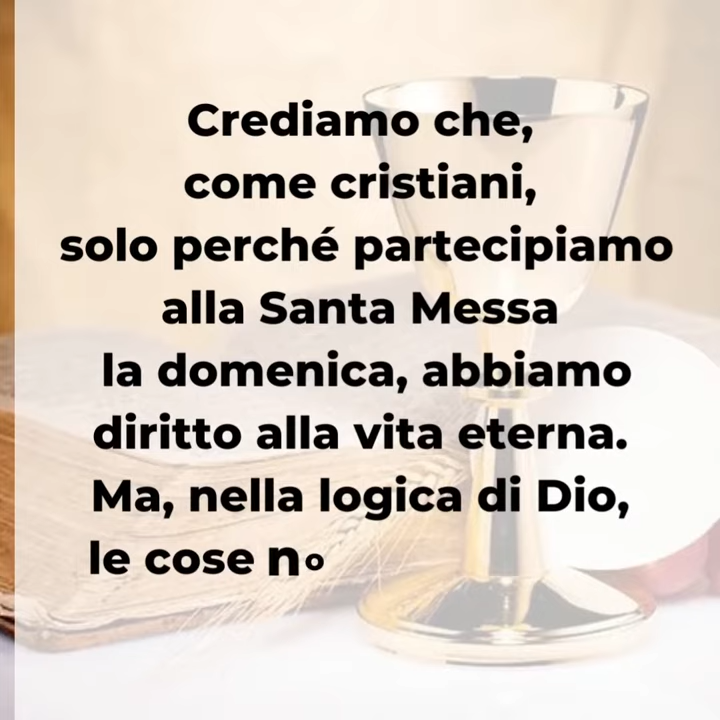 Crediamo che,
come cristiani,
solo perché partecipiamo
alla Santa Messa
la domenica, abbiamo
diritto alla vita eterna.
Ma, nella logica di Dio,
le cose no